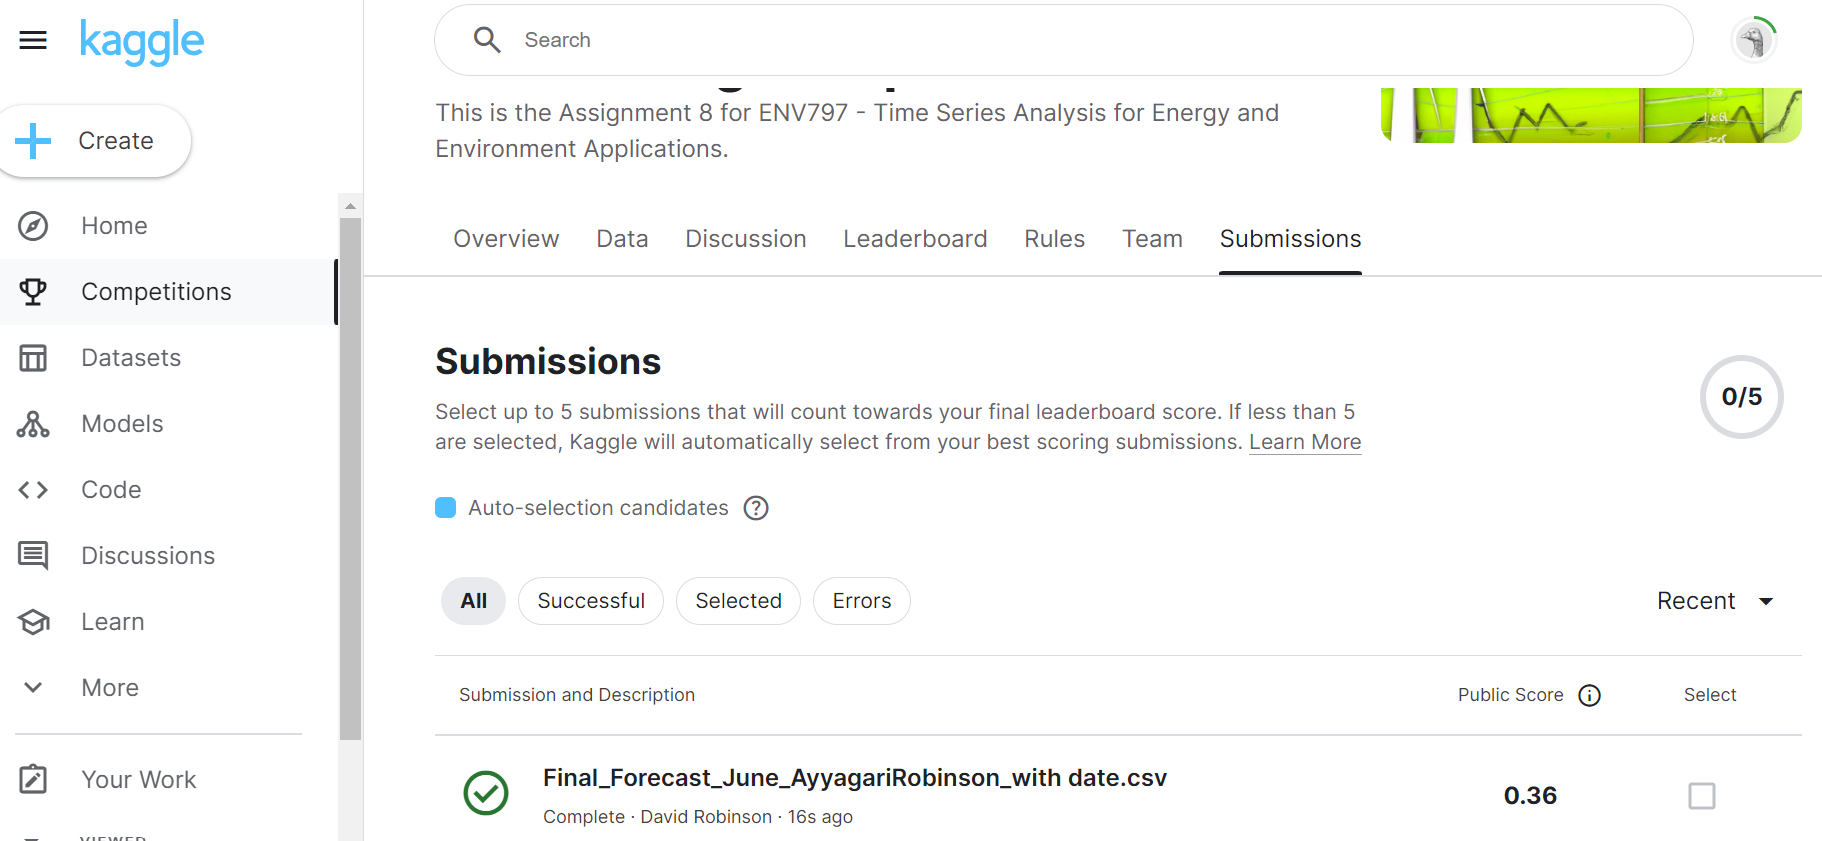 kaggle
Search
Create
Home
Competitions
Datasets
Models
Code
Discussions
Learn
More
Your Work
VIEWED
This is the Assignment 8 for ENV797 - Time Series Analysis for Energy and
Environment Applications.
Overview Data Discussion Leaderboard Rules Team Submissions
Submissions
0/5
Select up to 5 submissions that will count towards your final leaderboard score. If less than 5
are selected, Kaggle will automatically select from your best scoring submissions. Learn More
Auto-selection candidates
All Successful Selected Errors
Recent
Submission and Description Public Score Select
Final_Forecast_June_AyyagariRobinson_with date.csv
Complete · David Robinson · 16s ago
0.36